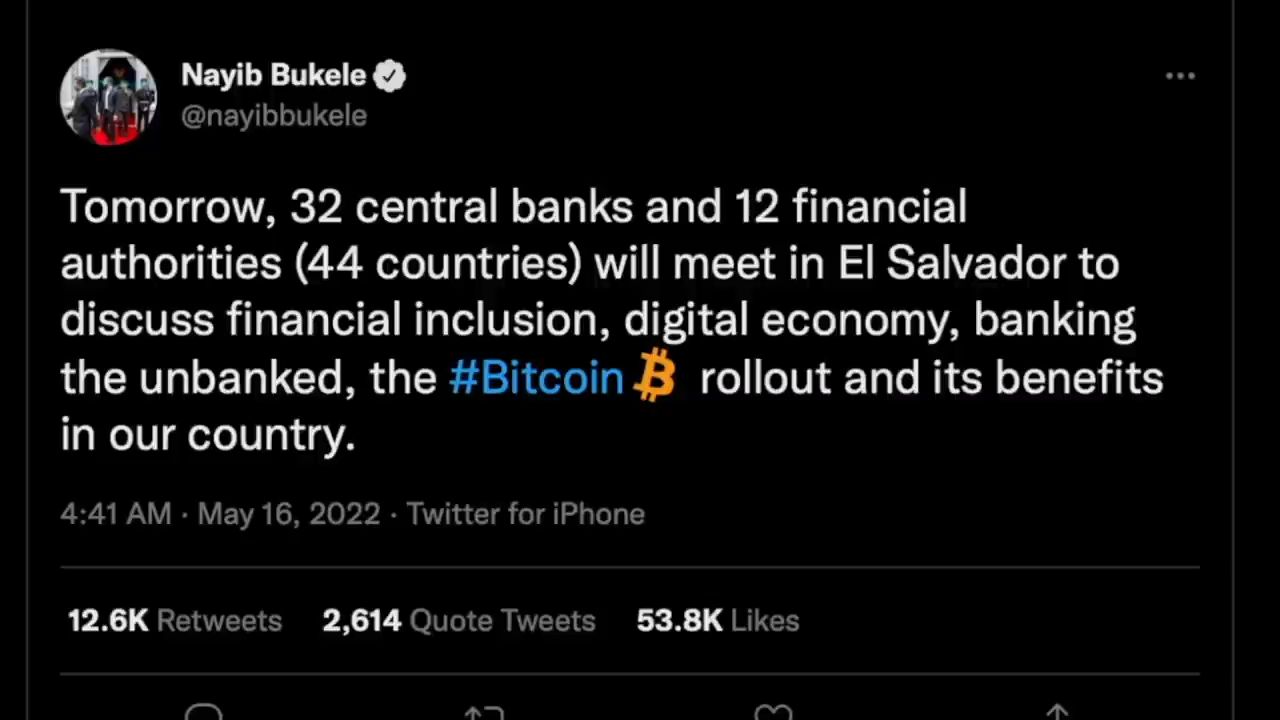 Nayib Bukele
@nayibbukele
Tomorrow, 32 central banks and 12 financial
authorities (44 countries) will meet in El Salvador to
discuss financial inclusion, digital economy, banking
the unbanked, the #Bitcoin rollout and its benefits
in our country.
4:41 AM · May 16, 2022 · Twitter for iPhone
12.6K Retweets 2,614 Quote Tweets 53.8K Likes